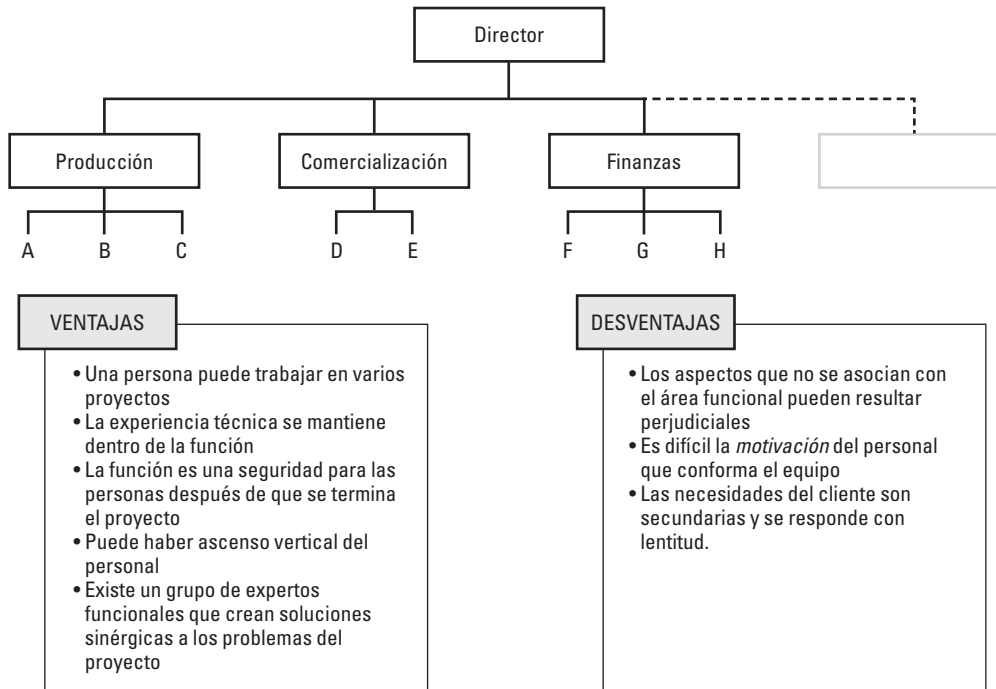 Director
Producción
Comercialización
Finanzas
A
B
C
D
E
F
G
H
VENTAJAS
• Una persona puede trabajar en varios
proyectos
• La experiencia técnica se mantiene
dentro de la función
• La función es una seguridad para las
personas después de que se termina
el proyecto
• Puede haber ascenso vertical del
personal
• Existe un grupo de expertos
funcionales que crean soluciones
sinérgicas a los problemas del
proyecto
DESVENTAJAS
• Los aspectos que no se asocian con
el área funcional pueden resultar
perjudiciales
• Es difícil la motivación del personal
que conforma el equipo
• Las necesidades del cliente son
secundarias y se responde con
lentitud.